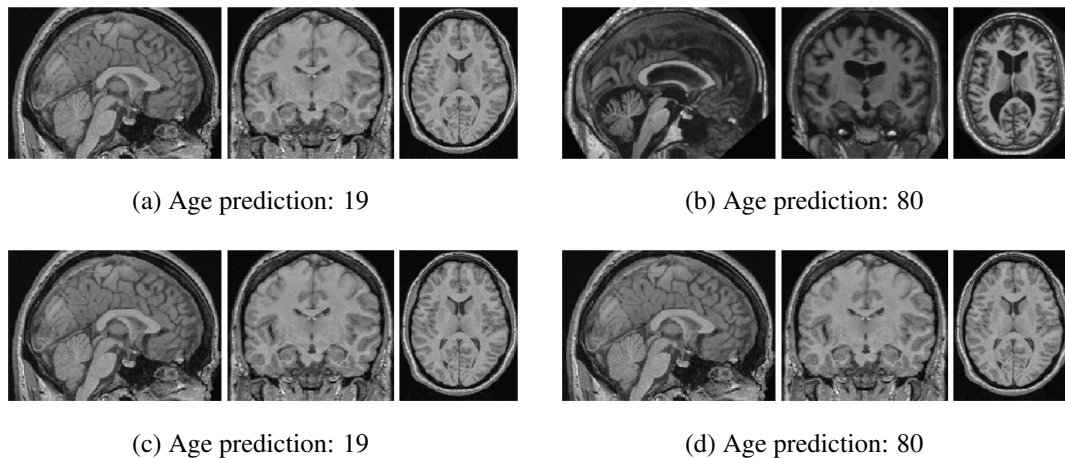 (a) Age prediction: 19
(b) Age prediction: 80
(c) Age prediction: 19
(d) Age prediction: 80